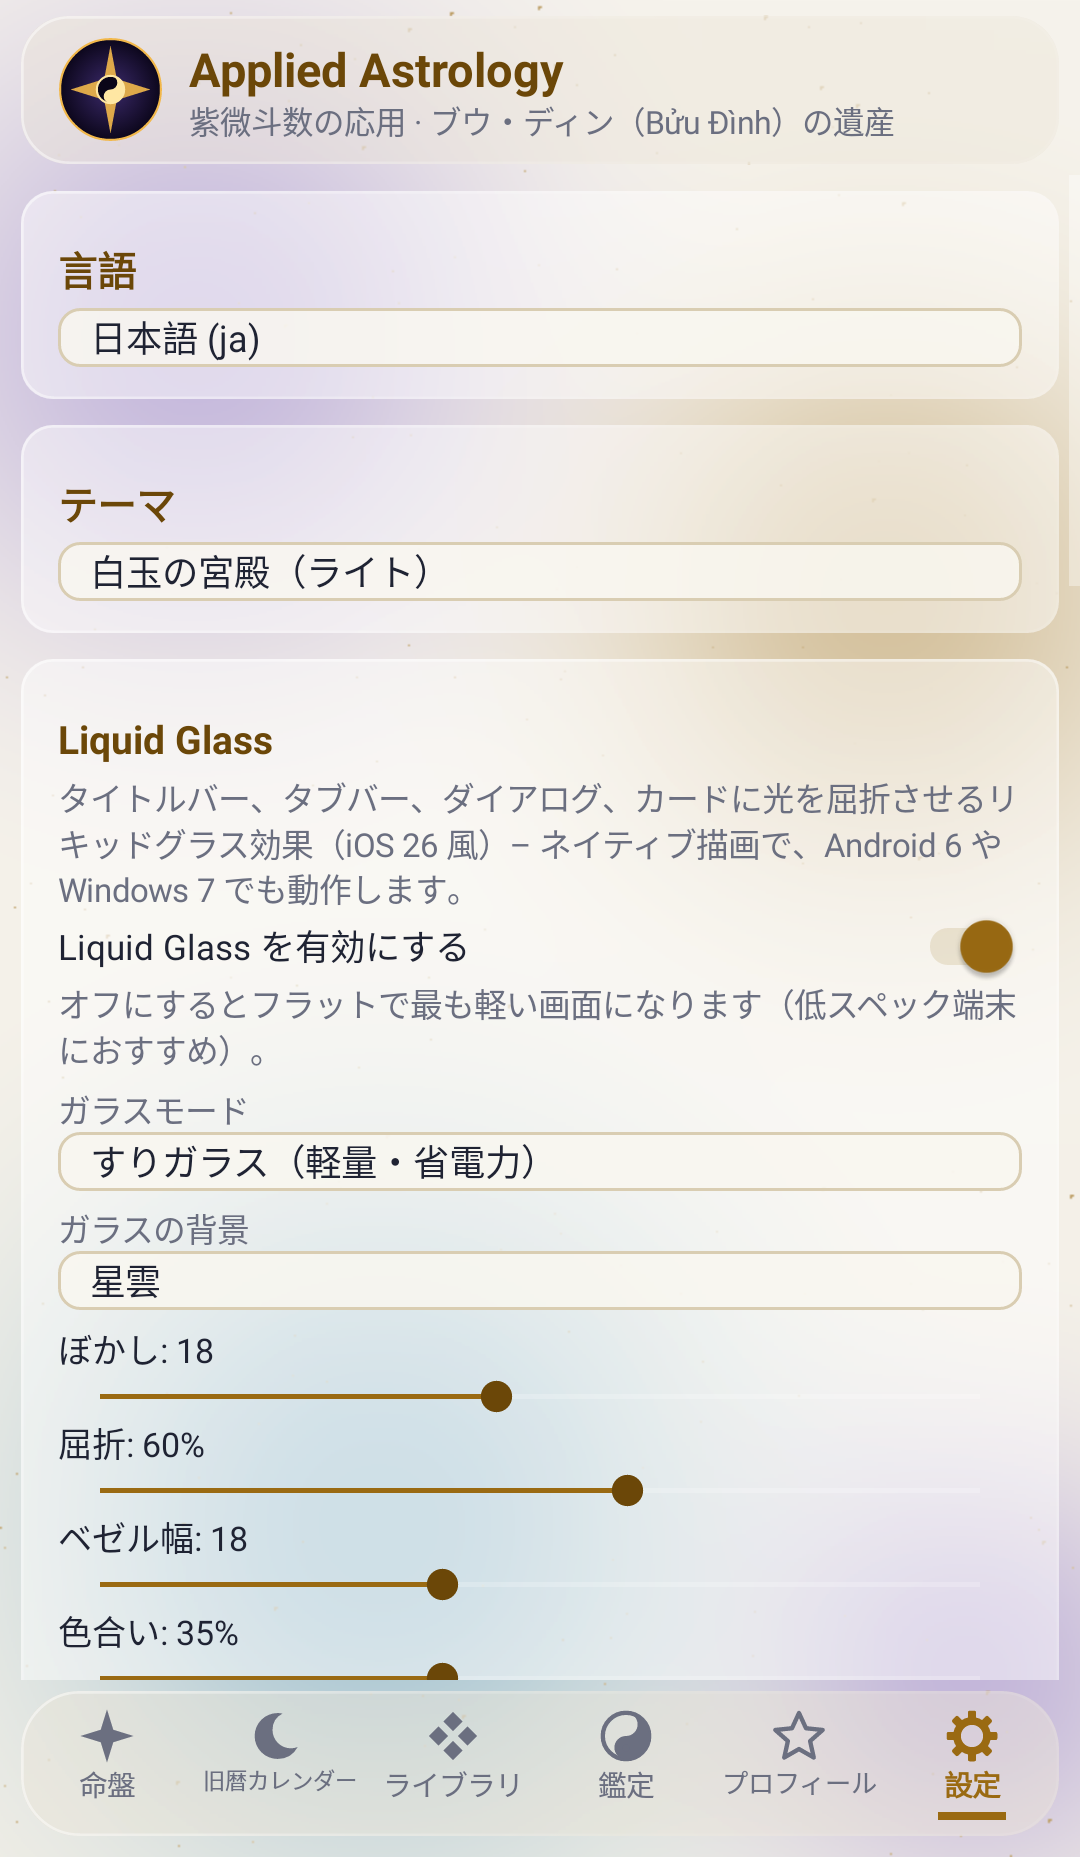 Applied Astrology
紫微斗数の応用 · ブウ・ディン（Bửu Đình）の遺産
言語
日本語 (ja)
テーマ
白玉の宮殿（ライト）
Liquid Glass
タイトルバー、タブバー、ダイアログ、カードに光を屈折させるリ
キッドグラス効果（iOS 26 風）– ネイティブ描画で、Android 6 や
Windows 7 でも動作します。
Liquid Glass を有効にする
オフにするとフラットで最も軽い画面になります（低スペック端末
におすすめ）。
ガラスモード
すりガラス（軽量・省電力）
ガラスの背景
星雲
ぼかし: 18
屈折: 60%
ベゼル幅: 18
色合い: 35%
命盤
旧暦カレンダー
ライブラリ
鑑定
プロフィール
設定